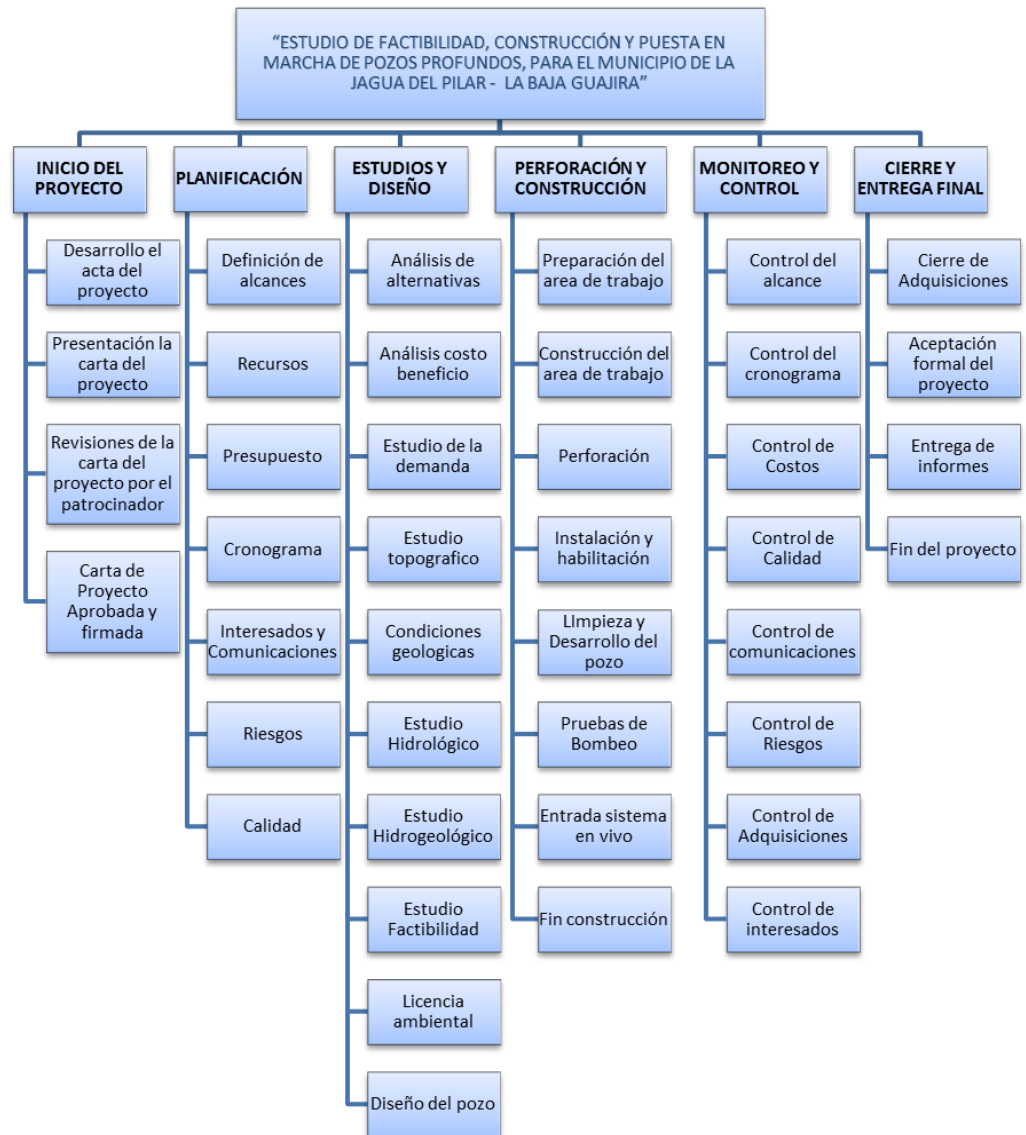 “ESTUDIO DE FACTIBILIDAD, CONSTRUCCIÓN Y PUESTA EN
MARCHA DE POZOS PROFUNDOS, PARA EL MUNICIPIO DE LA
JAGUA DEL PILAR - LA BAJA GUAJIRA”
INICIO DEL
PROYECTO
Desarrollo el
acta del
proyecto
Presentación la
carta del
proyecto
Revisiones de la
carta del
proyecto por el
patrocinador
Carta de
Proyecto
Aprobada y
firmada
PLANIFICACIÓN
Definición de
alcances
Recursos
Presupuesto
Cronograma
Interesados y
Comunicaciones
Riesgos
Calidad
ESTUDIOS Y
DISEÑO
Análisis de
alternativas
Análisis costo
beneficio
Estudio de la
demanda
Estudio
topografico
Condiciones
geologicas
Estudio
Hidrológico
Estudio
Hidrogeológico
Estudio
Factibilidad
Licencia
ambiental
Diseño del pozo
PERFORACIÓN Y
CONSTRUCCIÓN
Preparación del
area de trabajo
Construcción del
area de trabajo
Perforación
Instalación y
habilitación
LImpieza y
Desarrollo del
pozo
Pruebas de
Bombeo
Entrada sistema
en vivo
Fin construcción
MONITOREO Y
CONTROL
Control del
alcance
Control del
cronograma
Control de
Costos
Control de
Calidad
Control de
comunicaciones
Control de
Riesgos
Control de
Adquisiciones
Control de
interesados
CIERRE Y
ENTREGA FINAL
Cierre de
Adquisiciones
Aceptación
formal del
proyecto
Entrega de
informes
Fin del proyecto